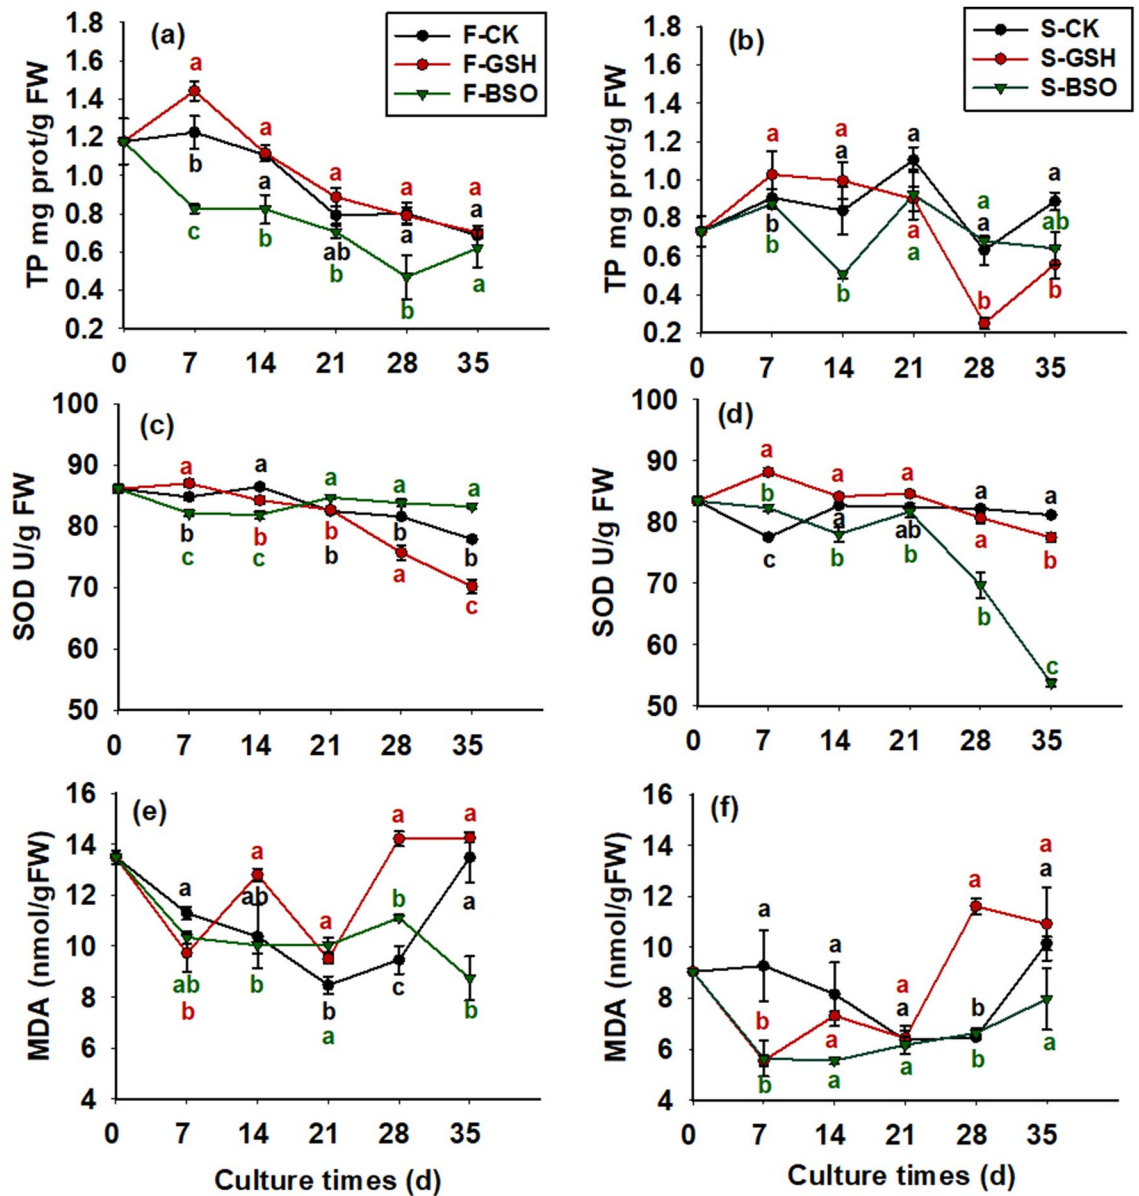 (a)
F-CK
F-GSH
F-BSO
TP mg prot/g FW
1.8
1.6
1.4
1.2
1.0
0.8
0.6
0.4
0.2
a
a
a
a
a
b
a
ab
a
a
c
b
b
b
a
0 7 14 21 28 35
(b)
S-CK
S-GSH
S-BSO
TP mg prot/g FW
1.8
1.6
1.4
1.2
1.0
0.8
0.6
0.4
0.2
a
a
a
a
a
a
a
ab
b
b
b
a
a
b
b
0 7 14 21 28 35
(c)
SOD U/g FW
100
90
80
70
60
50
a
a
a
a
a
b
b
b
b
b
c
c
b
a
c
0 7 14 21 28 35
(d)
SOD U/g FW
100
90
80
70
60
50
a
a
a
a
a
b
a
ab
a
b
c
b
b
b
c
0 7 14 21 28 35
(e)
MDA (nmol/gFW)
16
14
12
10
8
6
4
a
a
ab
a
a
a
b
a
ab
b
b
b
a
c
b
0 7 14 21 28 35
Culture times (d)
(f)
MDA (nmol/gFW)
16
14
12
10
8
6
4
a
a
a
a
a
b
a
a
b
a
b
a
a
b
a
0 7 14 21 28 35
Culture times (d)